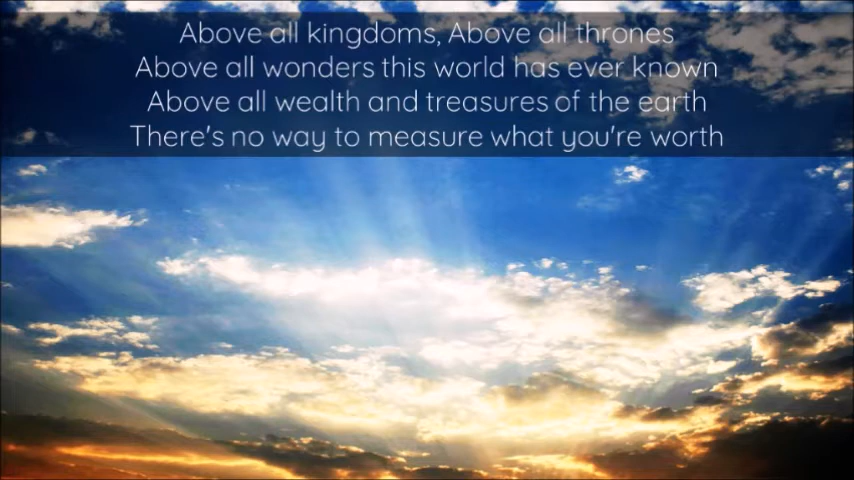 Above all kingdoms, Above all thrones
Above all wonders this world has ever known
Above all wealth and treasures of the earth
There's no way to measure what you're worth